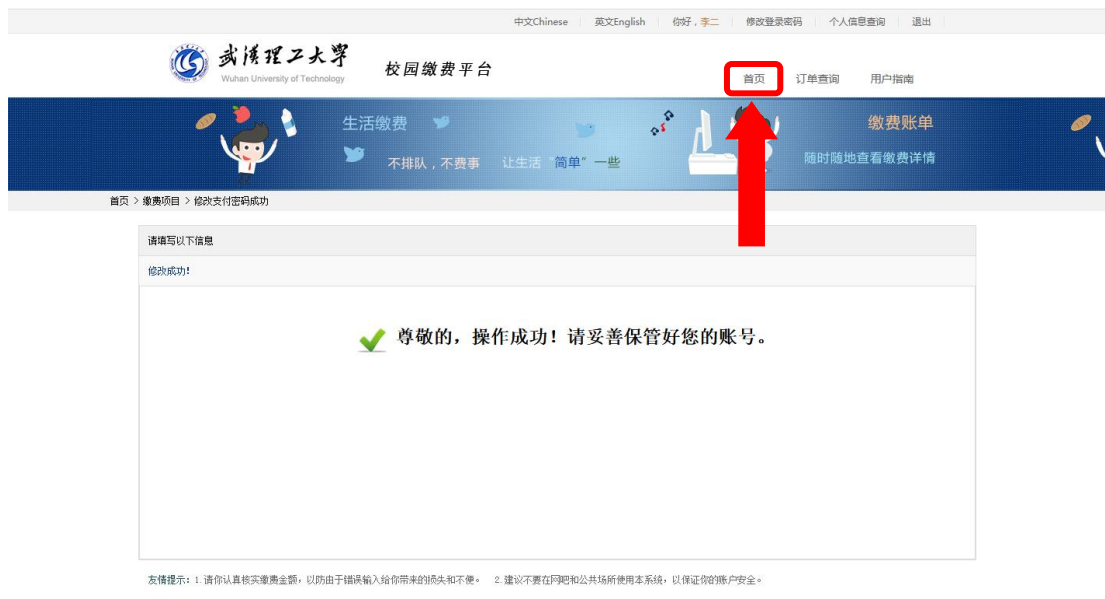 中文Chinese 英文English 你好，李二 修改登录密码 个人信息查询 退出
武汉理工大学
Wuhan University of Technology
校园缴费平台
首页 订单查询 用户指南
生活缴费
不排队，不费事 让生活“简单”一些
缴费账单
随时随地查看缴费详情
首页 > 缴费项目 > 修改支付密码成功
请填写以下信息
修改成功!
尊敬的，操作成功！请妥善保管好您的账号。
友情提示：1.请你认真核实缴费金额，以防由于错误输入给你带来的损失和不便。 2.建议不要在网吧和公共场所使用本系统，以保证你的账户安全。